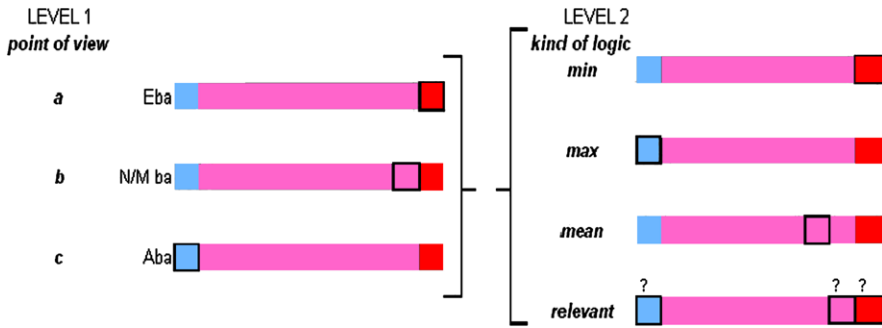 LEVEL 1
point of view
a Eba
b N/M ba
c Aba
LEVEL 2
kind of logic
min
max
mean
? ? ?
relevant